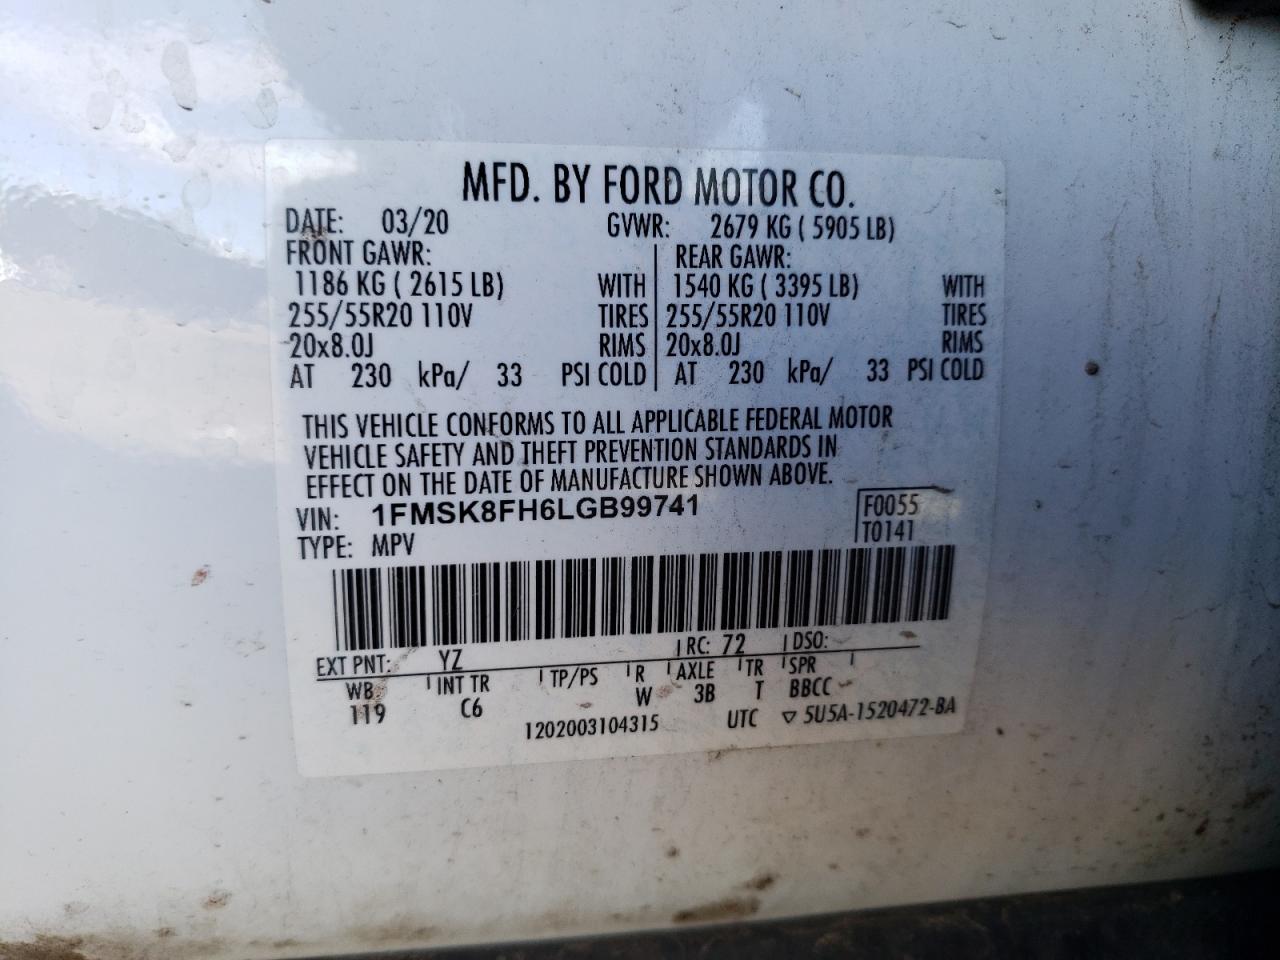 MFD. BY FORD MOTOR CO.
DATE: 03/20 GVWR: 2679 KG ( 5905 LB)
FRONT GAWR: REAR GAWR:
1186 KG ( 2615 LB) WITH 1540 KG ( 3395 LB) WITH
255/55R20 110V TIRES 255/55R20 110V TIRES
20x8.0J RIMS 20x8.0J RIMS
AT 230 kPa/ 33 PSI COLD AT 230 kPa/ 33 PSI COLD
THIS VEHICLE CONFORMS TO ALL APPLICABLE FEDERAL MOTOR
VEHICLE SAFETY AND THEFT PREVENTION STANDARDS IN
EFFECT ON THE DATE OF MANUFACTURE SHOWN ABOVE.
VIN: 1FMSK8FH6LGB99741 F0055
TYPE: MPV T0141
EXT PNT: YZ RC: 72 DSO:
WB INT TR TP/PS R AXLE TR SPR
119 C6 W 3B T BBCC
1202003104315 UTC ▽ 5U5A-1520472-BA